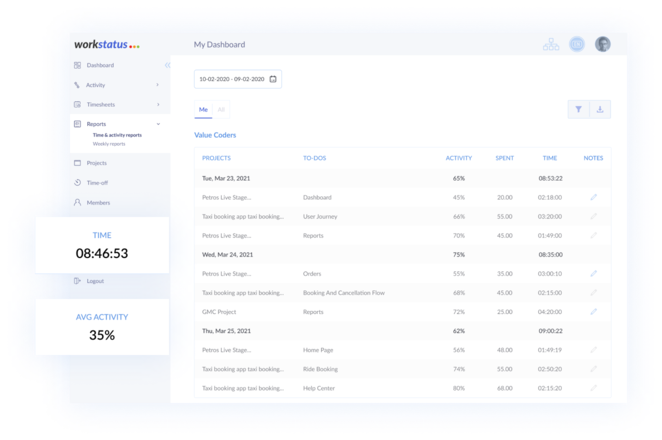 workstatus
My Dashboard
Dashboard
10-02-2020 - 09-02-2020
Activity
Timesheets
Me All
Reports
Time & activity reports
Weekly reports
Value Coders
PROJECTS TO-DOS ACTIVITY SPENT TIME NOTES
Projects
Tue, Mar 23, 2021 65% 08:53:22
Time-off
Petros Live Stage... Dashboard 45% 20.00 02:18:00
Members
Taxi booking app taxi booking... User Journey 66% 55.00 03:20:00
TIME
Petros Live Stage... Reports 70% 45.00 01:49:00
08:46:53
Wed, Mar 24, 2021 75% 08:35:00
Petros Live Stage... Orders 55% 35.00 03:00:10
Logout
Taxi booking app taxi booking... Booking And Cancellation Flow 68% 45.00 02:15:00
GMC Project Reports 72% 25.00 04:20:00
AVG ACTIVITY
35%
Thu, Mar 25, 2021 62% 09:00:22
Petros Live Stage... Home Page 56% 48.00 01:49:19
Taxi booking app taxi booking... Ride Booking 74% 55.00 02:50:20
Taxi booking app taxi booking... Help Center 80% 68.00 02:15:20